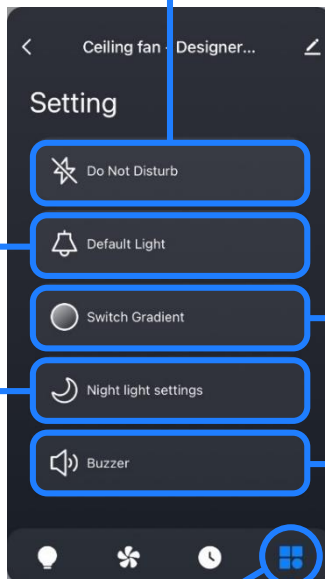 Ceiling fan - Designer...
Setting
Do Not Disturb
Default Light
Switch Gradient
Night light settings
Buzzer